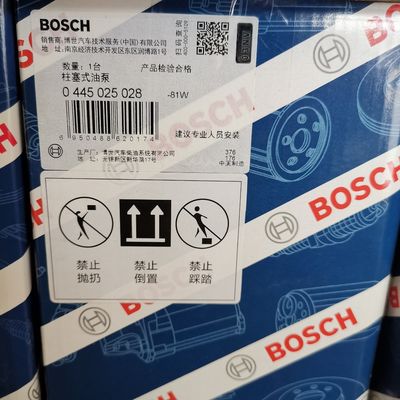 BOSCH
销售商:博世汽车技术服务(中国)有限公司
地址:南京经济技术开发区东区润博路1号
数量:1台
产品检验合格
柱塞式油泵
0 445 025 028
-81W
6 950488 620174
建议专业人员安装
生产厂:博世汽车柴油系统有限公司
地址:无锡新区新华路17号
376
176
中国制造
禁止
抛扔
禁止
倒置
禁止
踩踏
BOSCH
BOSCH
BOSCH